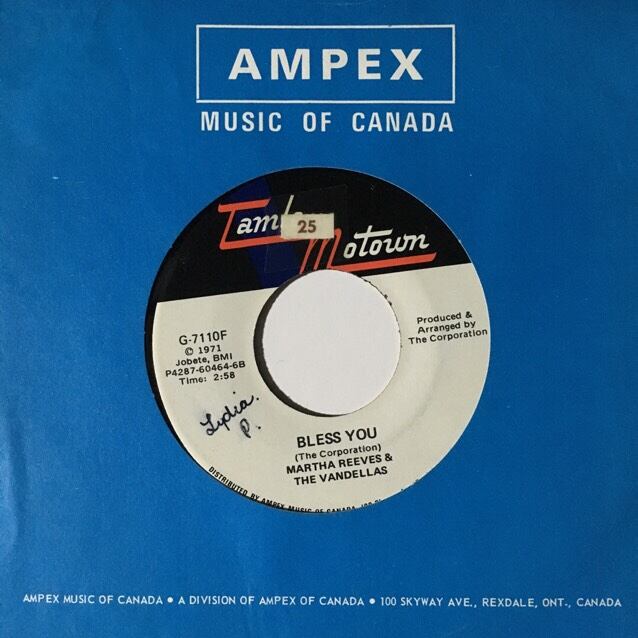 AMPEX
MUSIC OF CANADA
25
Motown
G-7110F
© 1971
Jobete, BMI
P4287-60464-6B
Time: 2:58
Produced &
Arranged by
The Corporation
Lydia.
P.
BLESS YOU
(The Corporation)
MARTHA REEVES &
THE VANDELLAS
DISTRIBUTED BY AMPEX MUSIC OF CANADA
AMPEX MUSIC OF CANADA • A DIVISION OF AMPEX OF CANADA • 100 SKYWAY AVE., REXDALE, ONT., CANADA